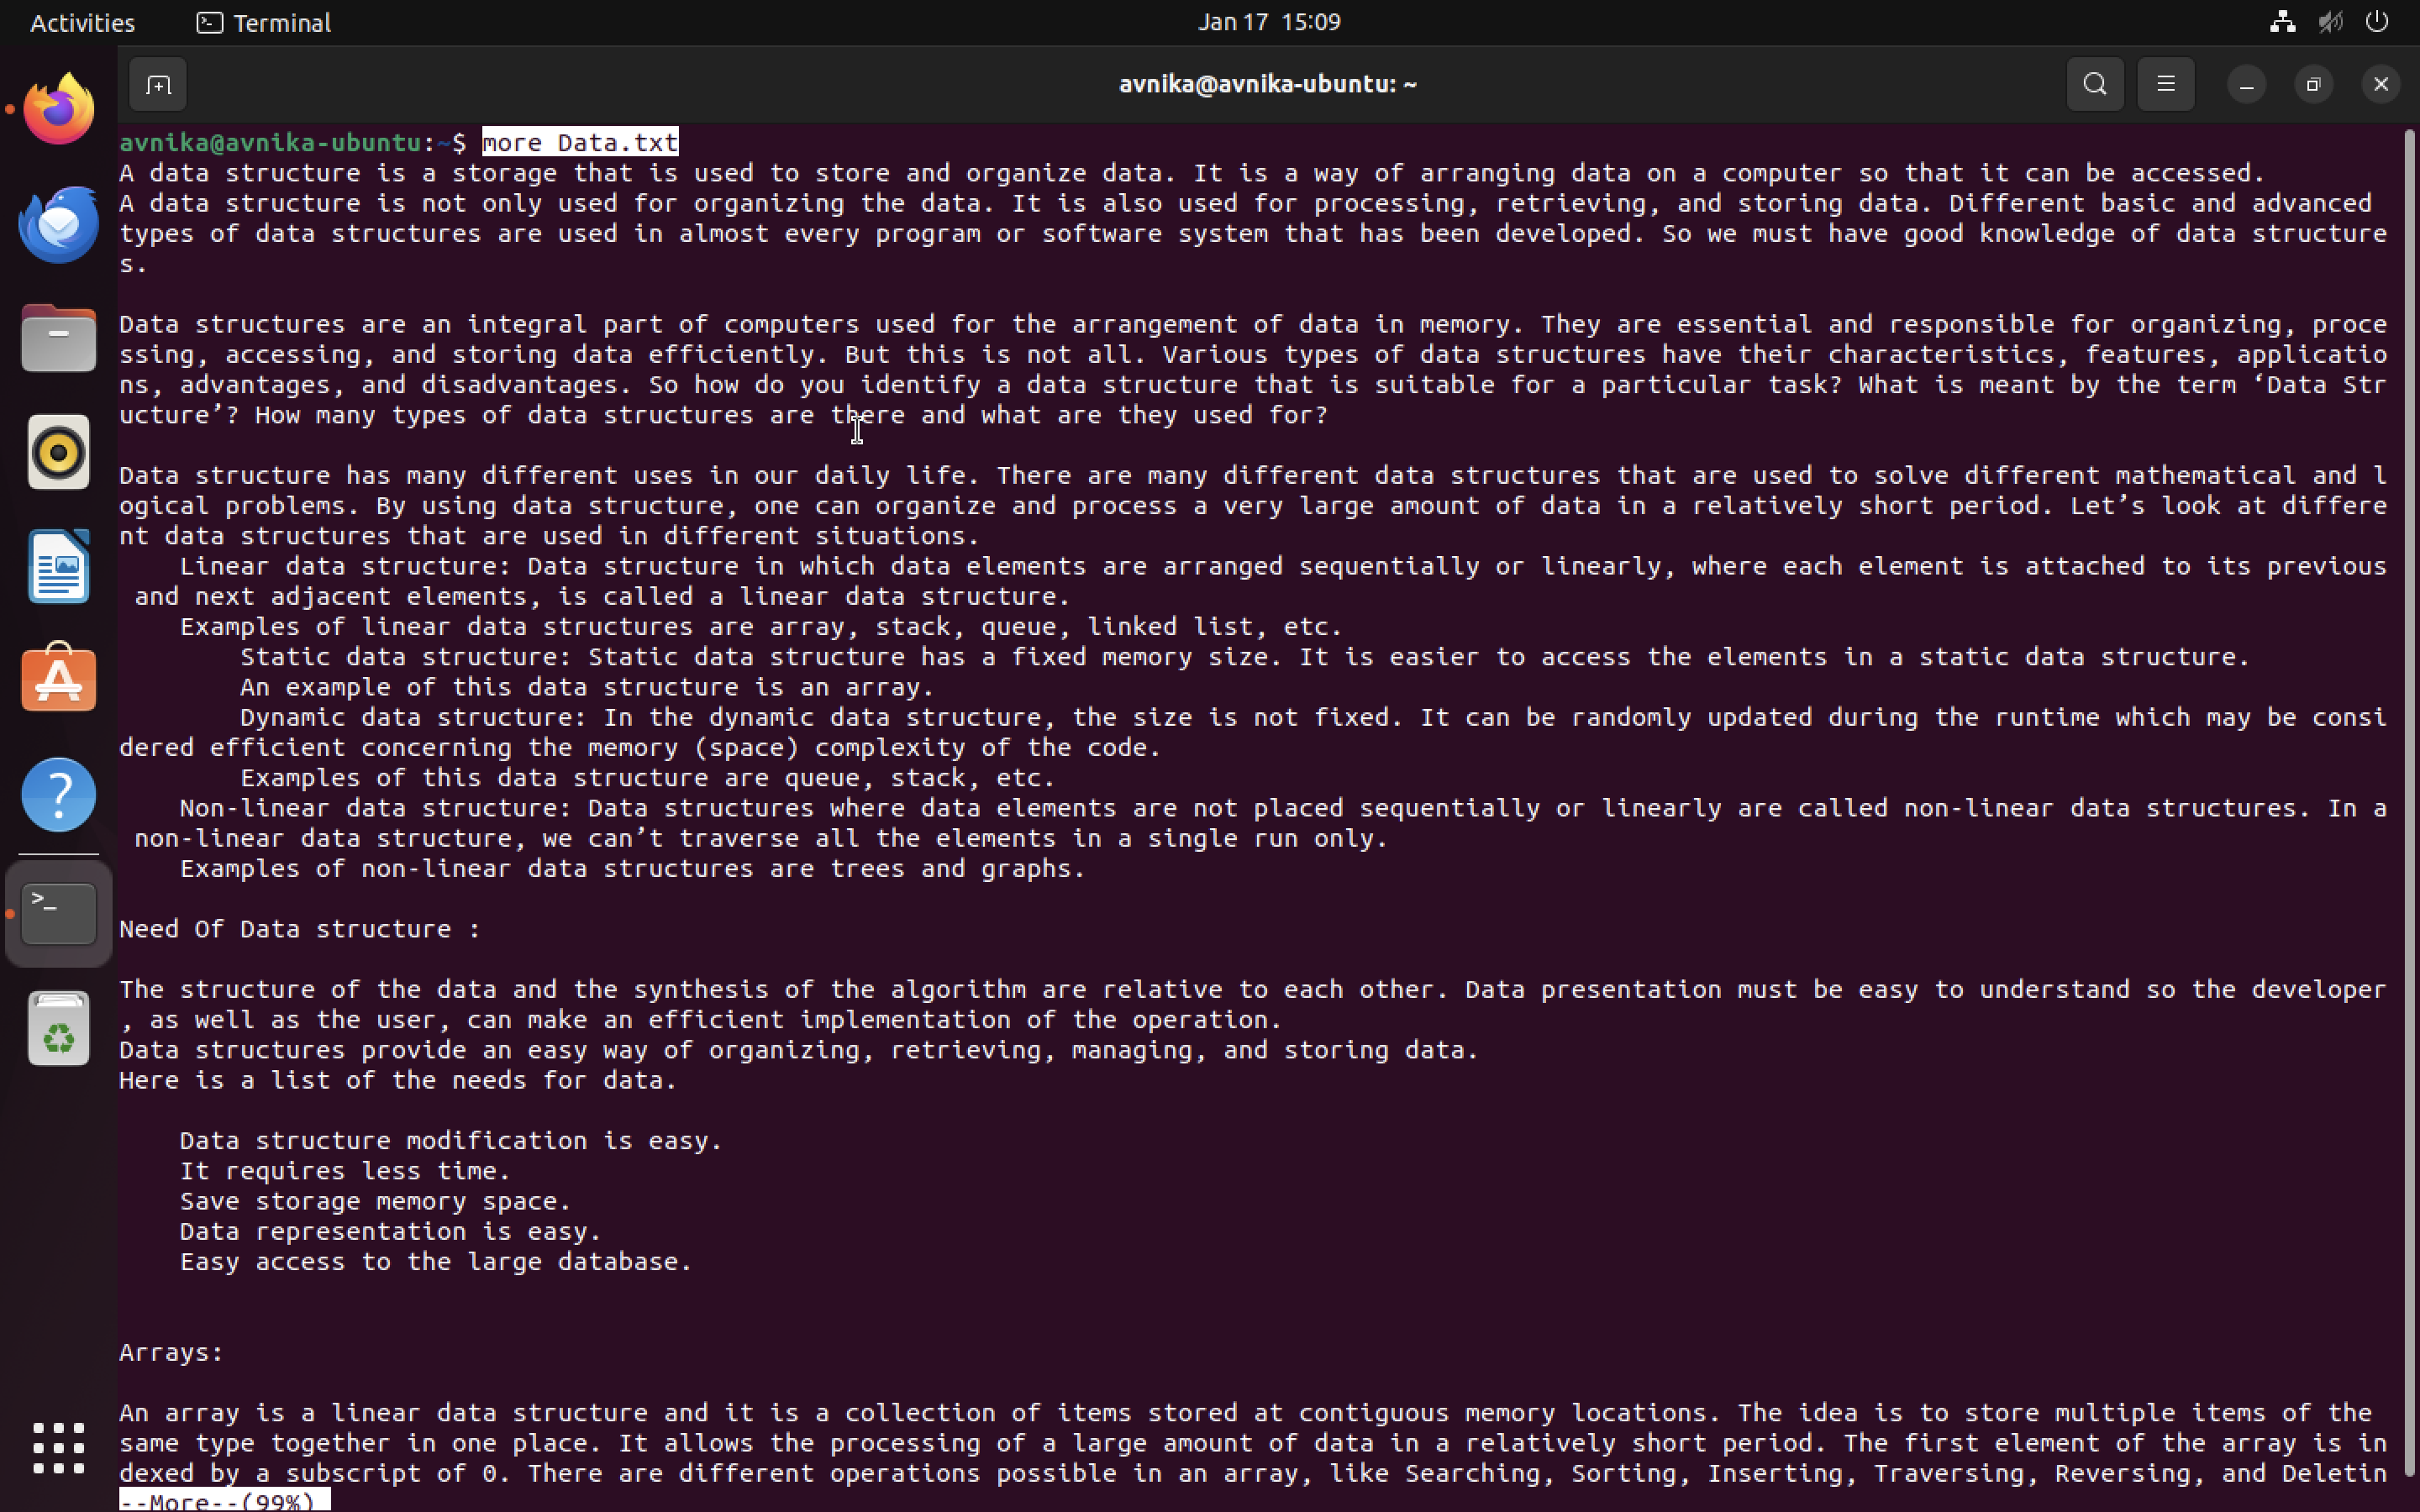 Activities Terminal Jan 17 15:09
avnika@avnika-ubuntu: ~
avnika@avnika-ubuntu:~$ more Data.txt
A data structure is a storage that is used to store and organize data. It is a way of arranging data on a computer so that it can be accessed.
A data structure is not only used for organizing the data. It is also used for processing, retrieving, and storing data. Different basic and advanced
types of data structures are used in almost every program or software system that has been developed. So we must have good knowledge of data structure
s.
Data structures are an integral part of computers used for the arrangement of data in memory. They are essential and responsible for organizing, proce
ssing, accessing, and storing data efficiently. But this is not all. Various types of data structures have their characteristics, features, applicatio
ns, advantages, and disadvantages. So how do you identify a data structure that is suitable for a particular task? What is meant by the term ‘Data Str
ucture’? How many types of data structures are there and what are they used for?
Data structure has many different uses in our daily life. There are many different data structures that are used to solve different mathematical and l
ogical problems. By using data structure, one can organize and process a very large amount of data in a relatively short period. Let’s look at differe
nt data structures that are used in different situations.
Linear data structure: Data structure in which data elements are arranged sequentially or linearly, where each element is attached to its previous
and next adjacent elements, is called a linear data structure.
Examples of linear data structures are array, stack, queue, linked list, etc.
Static data structure: Static data structure has a fixed memory size. It is easier to access the elements in a static data structure.
An example of this data structure is an array.
Dynamic data structure: In the dynamic data structure, the size is not fixed. It can be randomly updated during the runtime which may be consi
dered efficient concerning the memory (space) complexity of the code.
Examples of this data structure are queue, stack, etc.
Non-linear data structure: Data structures where data elements are not placed sequentially or linearly are called non-linear data structures. In a
non-linear data structure, we can’t traverse all the elements in a single run only.
Examples of non-linear data structures are trees and graphs.
Need Of Data structure :
The structure of the data and the synthesis of the algorithm are relative to each other. Data presentation must be easy to understand so the developer
, as well as the user, can make an efficient implementation of the operation.
Data structures provide an easy way of organizing, retrieving, managing, and storing data.
Here is a list of the needs for data.
Data structure modification is easy.
It requires less time.
Save storage memory space.
Data representation is easy.
Easy access to the large database.
Arrays:
An array is a linear data structure and it is a collection of items stored at contiguous memory locations. The idea is to store multiple items of the
same type together in one place. It allows the processing of a large amount of data in a relatively short period. The first element of the array is in
dexed by a subscript of 0. There are different operations possible in an array, like Searching, Sorting, Inserting, Traversing, Reversing, and Deletin
--More--(99%)